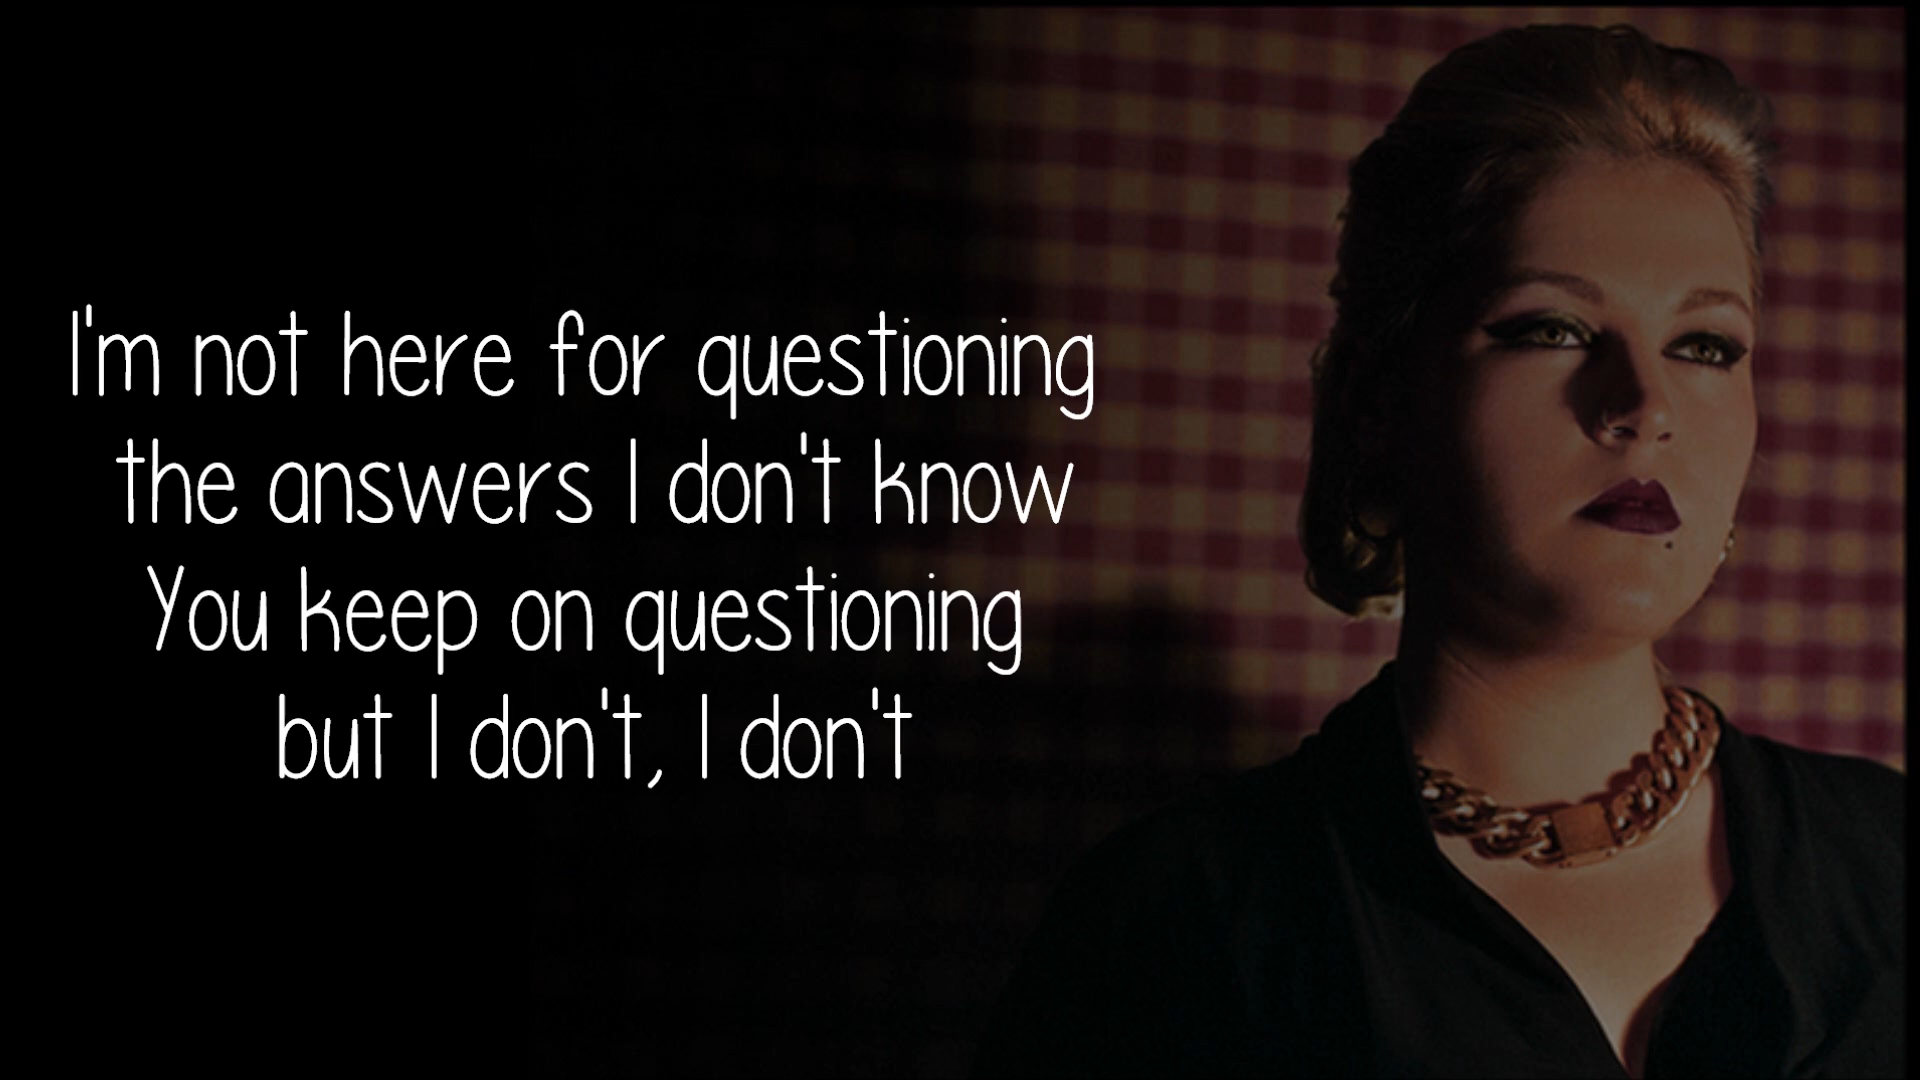 I'm not here for questioning
the answers I don't know
You keep on questioning
but I don't, I don't